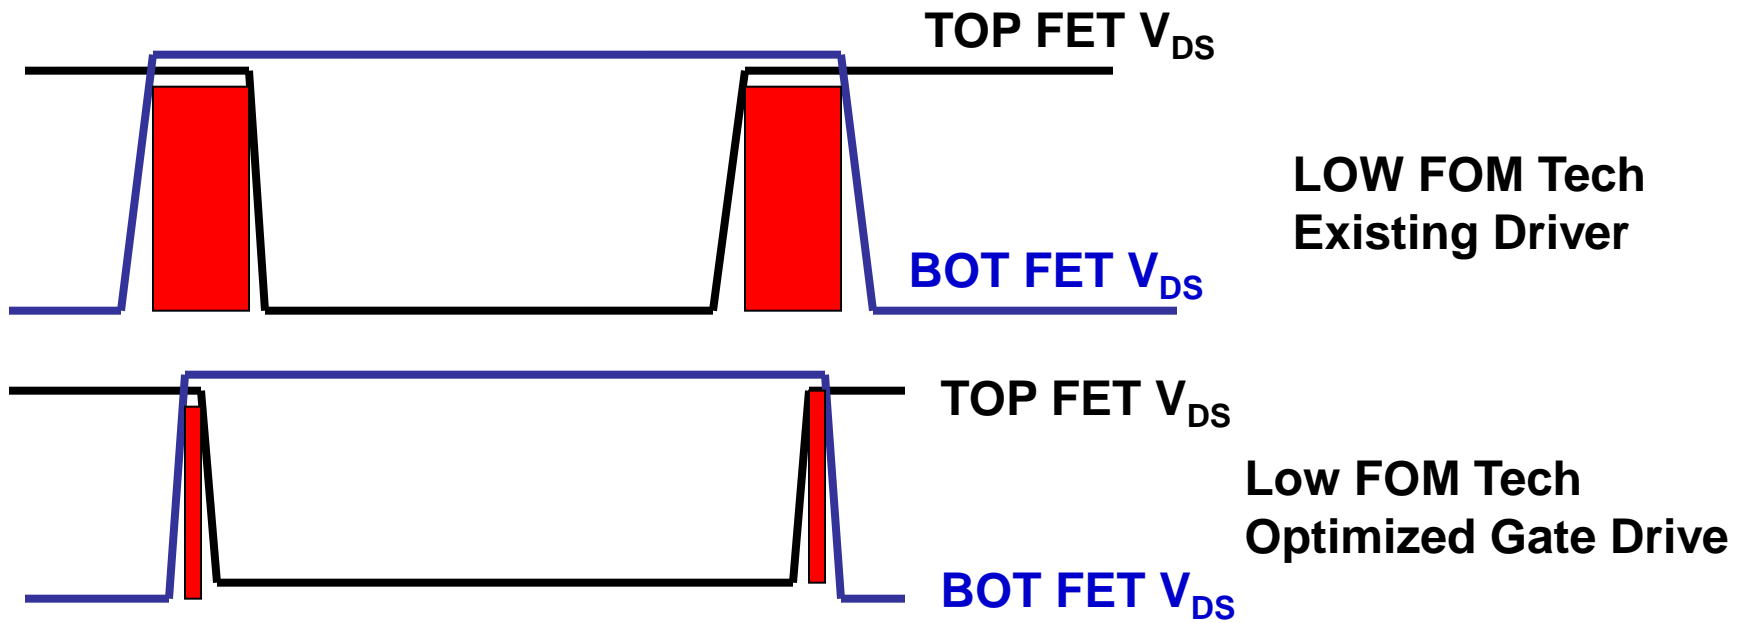 TOP FET VDS
LOW FOM Tech
Existing Driver
BOT FET VDS
TOP FET VDS
Low FOM Tech
Optimized Gate Drive
BOT FET VDS